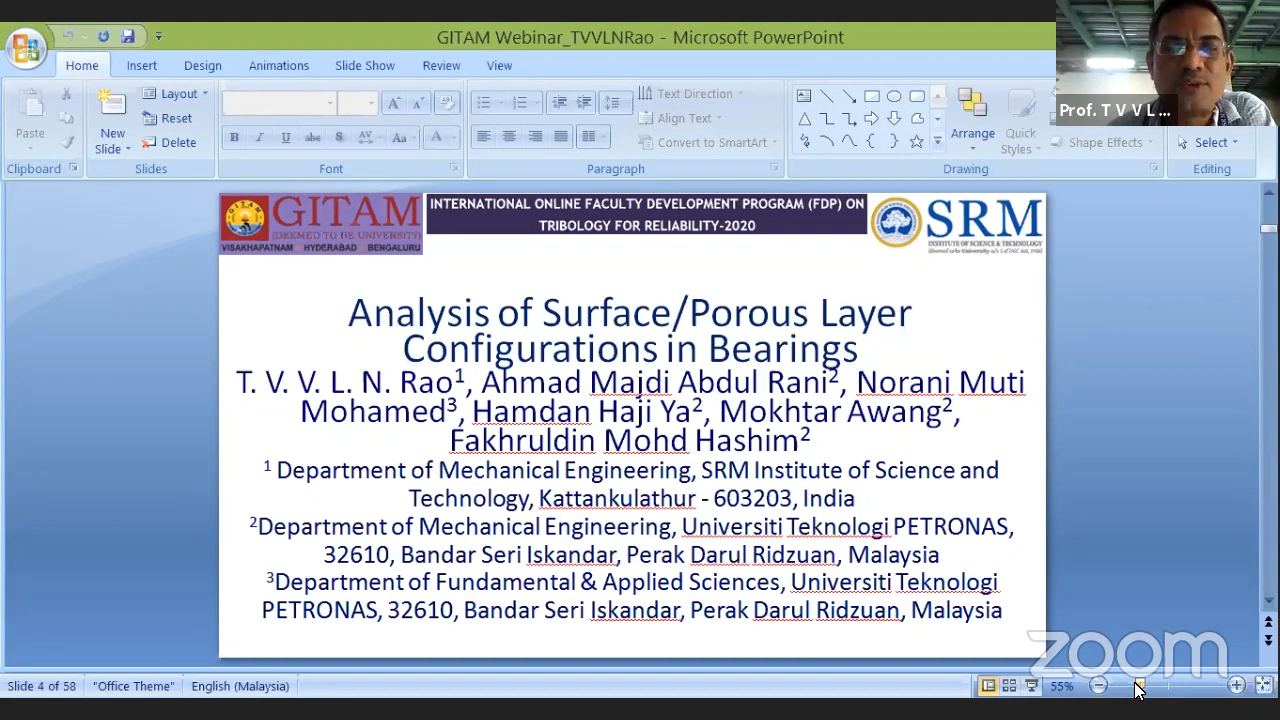 GITAM Webinar_TVVLNRao - Microsoft PowerPoint
Home Insert Design Animations Slide Show Review View
Paste
New Slide
Layout
Reset
Delete
B I U abc S AV Aa A
Text Direction
Align Text
Convert to SmartArt
Arrange
Quick Styles
Shape Effects
Select
Clipboard Slides Font Paragraph Drawing Editing
Prof. T V V L ...
GITAM
(DEEMED TO BE UNIVERSITY)
VISAKHAPATNAM HYDERABAD BENGALURU
INTERNATIONAL ONLINE FACULTY DEVELOPMENT PROGRAM (FDP) ON
TRIBOLOGY FOR RELIABILITY-2020
SRM
INSTITUTE OF SCIENCE & TECHNOLOGY
Analysis of Surface/Porous Layer
Configurations in Bearings
T. V. V. L. N. Rao1, Ahmad Majdi Abdul Rani2, Norani Muti
Mohamed3, Hamdan Haji Ya2, Mokhtar Awang2,
Fakhruldin Mohd Hashim2
1 Department of Mechanical Engineering, SRM Institute of Science and
Technology, Kattankulathur - 603203, India
2Department of Mechanical Engineering, Universiti Teknologi PETRONAS,
32610, Bandar Seri Iskandar, Perak Darul Ridzuan, Malaysia
3Department of Fundamental & Applied Sciences, Universiti Teknologi
PETRONAS, 32610, Bandar Seri Iskandar, Perak Darul Ridzuan, Malaysia
zoom
Slide 4 of 58 "Office Theme" English (Malaysia) 55%